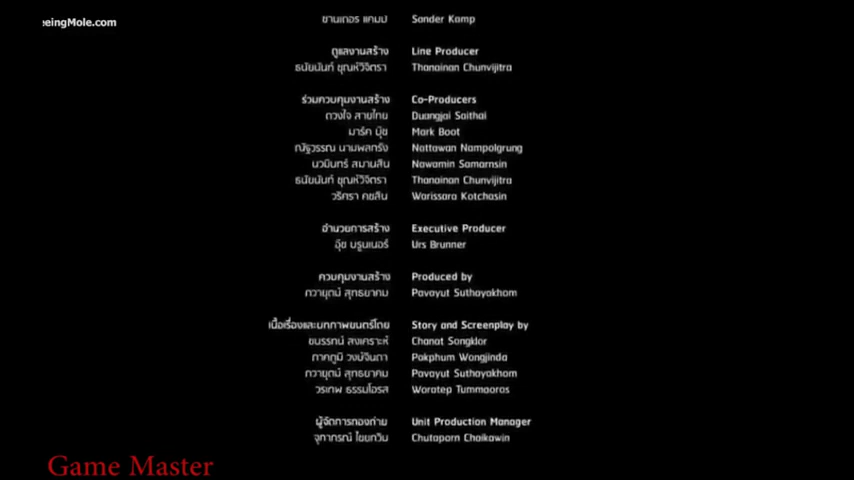 eeingMole.com
ชานเดอร์ แคมป Sander Kamp
ดูแลงานสร้าง Line Producer
ธนัยนันท์ ชุณห์วิจิตรา Thanainan Chunvijitra
ร่วมควบคุมงานสร้าง Co-Producers
ดวงใจ สายไทย Duangjai Saithai
มาร์ค บู๊ช Mark Boot
ณัฐวรรณ นามพลกรัง Nattawan Nampolgrung
นวมินทร์ สมานสิน Nawamin Samarnsin
ธนัยนันท์ ชุณห์วิจิตรา Thanainan Chunvijitra
วริศรา คชสิน Warissara Kotchasin
อำนวยการสร้าง Executive Producer
อุ๊ซ บรูนเนอร์ Urs Brunner
ควบคุมงานสร้าง Produced by
ภวายุตม์ สุทธยาคม Pavayut Suthayakhom
เนื้อเรื่องและบทภาพยนตร์โดย Story and Screenplay by
ชนรรทน์ สงเคราะห์ Chanat Songklor
ภาคภูมิ วงษ์จินดา Pakphum Wongjinda
ภวายุตม์ สุทธยาคม Pavayut Suthayakhom
วรเทพ ธรรมโอรส Woratep Tummaoros
ผู้จัดการกองถ่าย Unit Production Manager
จุฑาภรณ์ ไชยกวิน Chutaporn Chaikawin
Game Master